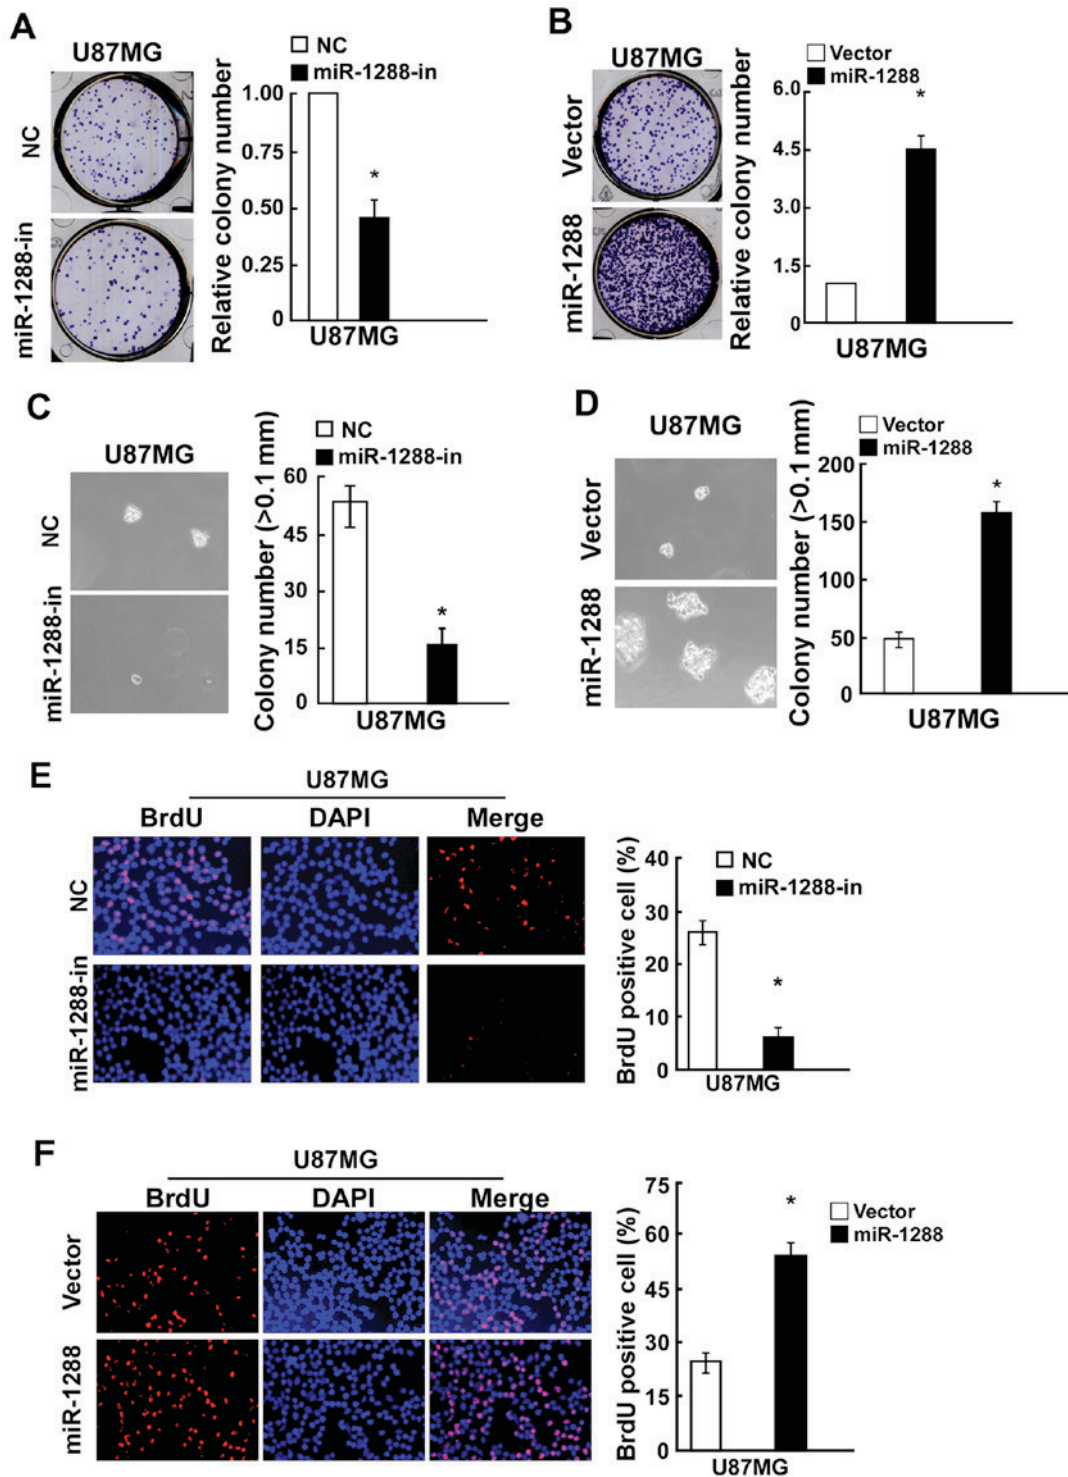 A
U87MG
NC
miR-1288-in
NC
miR-1288-in
Relative colony number
1.00
0.75
0.50
0.25
0
U87MG
B
U87MG
Vector
miR-1288
Vector
miR-1288
Relative colony number
6.0
4.5
3.0
1.5
0
*
U87MG
*
C
U87MG
NC
miR-1288-in
NC
miR-1288-in
Colony number (>0.1 mm)
60
45
30
15
0
*
U87MG
D
U87MG
Vector
miR-1288
Vector
miR-1288
Colony number (>0.1 mm)
200
150
100
50
0
*
U87MG
E
U87MG
BrdU DAPI Merge
NC
miR-1288-in
BrdU positive cell (%)
40
30
20
10
0
NC
miR-1288-in
*
U87MG
F
U87MG
BrdU DAPI Merge
Vector
miR-1288
BrdU positive cell (%)
75
60
45
30
15
0
*
Vector
miR-1288
U87MG